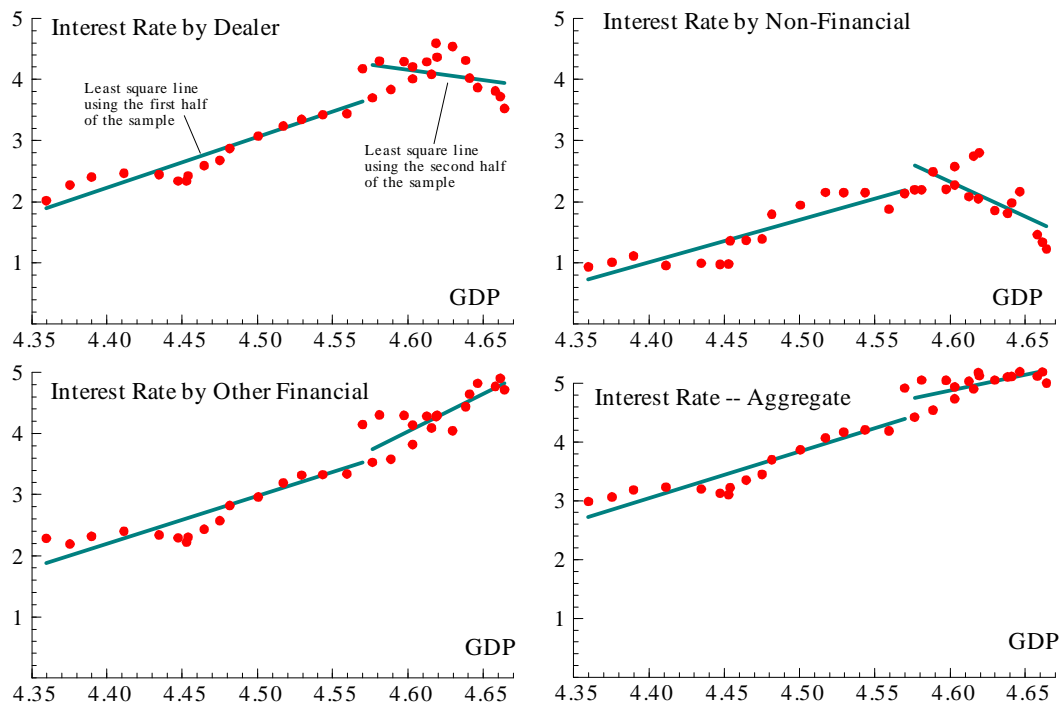 Interest Rate by Dealer
5
4
3
2
1
Least square line
using the first half
of the sample
Least square line
using the second half
of the sample
GDP
4.35 4.40 4.45 4.50 4.55 4.60 4.65
Interest Rate by Non-Financial
5
4
3
2
1
GDP
4.35 4.40 4.45 4.50 4.55 4.60 4.65
Interest Rate by Other Financial
5
4
3
2
1
GDP
4.35 4.40 4.45 4.50 4.55 4.60 4.65
Interest Rate -- Aggregate
5
4
3
2
1
GDP
4.35 4.40 4.45 4.50 4.55 4.60 4.65